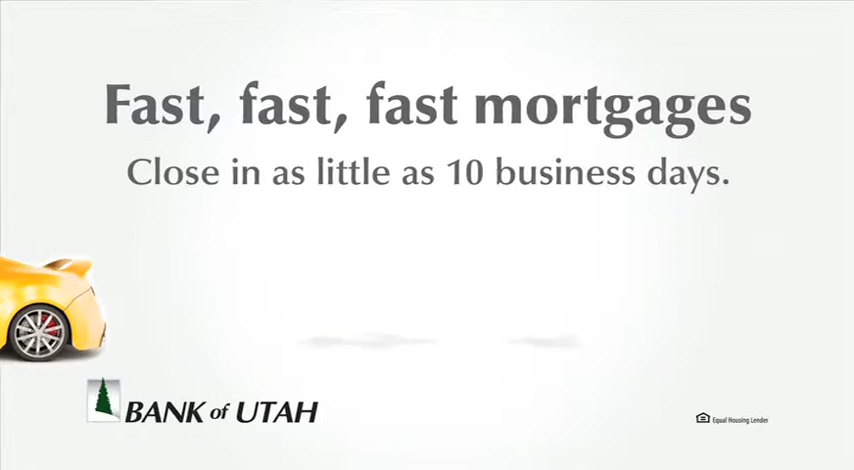 Fast, fast, fast mortgages
Close in as little as 10 business days.
BANK of UTAH
Equal Housing Lender